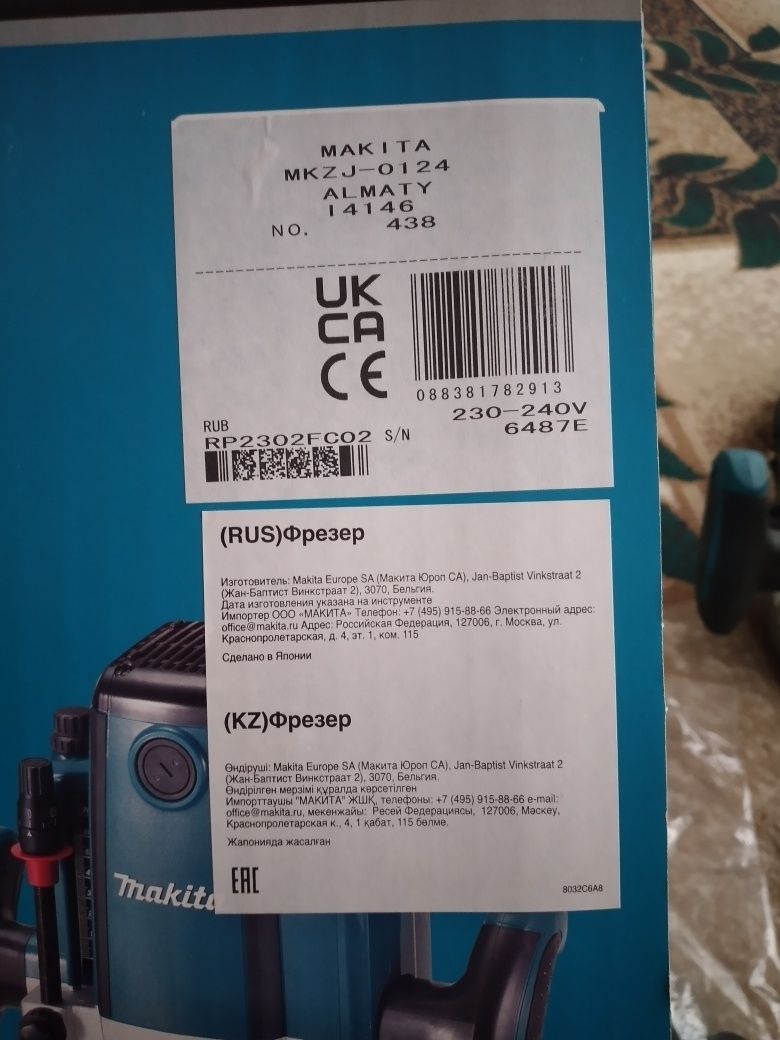 MAKITA
MKZJ-0124
ALMATY
I4146
NO. 438
UK
CA
CE
088381782913
230-240V
RUB
RP2302FC02 S/N 6487E
(RUS)Фрезер
Изготовитель: Makita Europe SA (Макита Юроп СА), Jan-Baptist Vinkstraat 2
(Жан-Баптист Винкстраат 2), 3070, Бельгия.
Дата изготовления указана на инструменте
Импортер ООО «МАКИТА» Телефон: +7 (495) 915-88-66 Электронный адрес:
office@makita.ru Адрес: Российская Федерация, 127006, г. Москва, ул.
Краснопролетарская, д. 4, эт. 1, ком. 115
Сделано в Японии
(KZ)Фрезер
Өндіруші: Makita Europe SA (Макита Юроп СА), Jan-Baptist Vinkstraat 2
(Жан-Баптист Винкстраат 2), 3070, Бельгия.
Өндірілген мерзімі құралда көрсетілген
Импорттаушы "МАКИТА" ЖШҚ, телефоны: +7 (495) 915-88-66 e-mail:
office@makita.ru, мекенжайы: Ресей Федерациясы, 127006, Мәскеу,
Краснопролетарская к., 4, 1 қабат, 115 бөлме.
Жапонияда жасалған
EAC
8032C6A8
makita